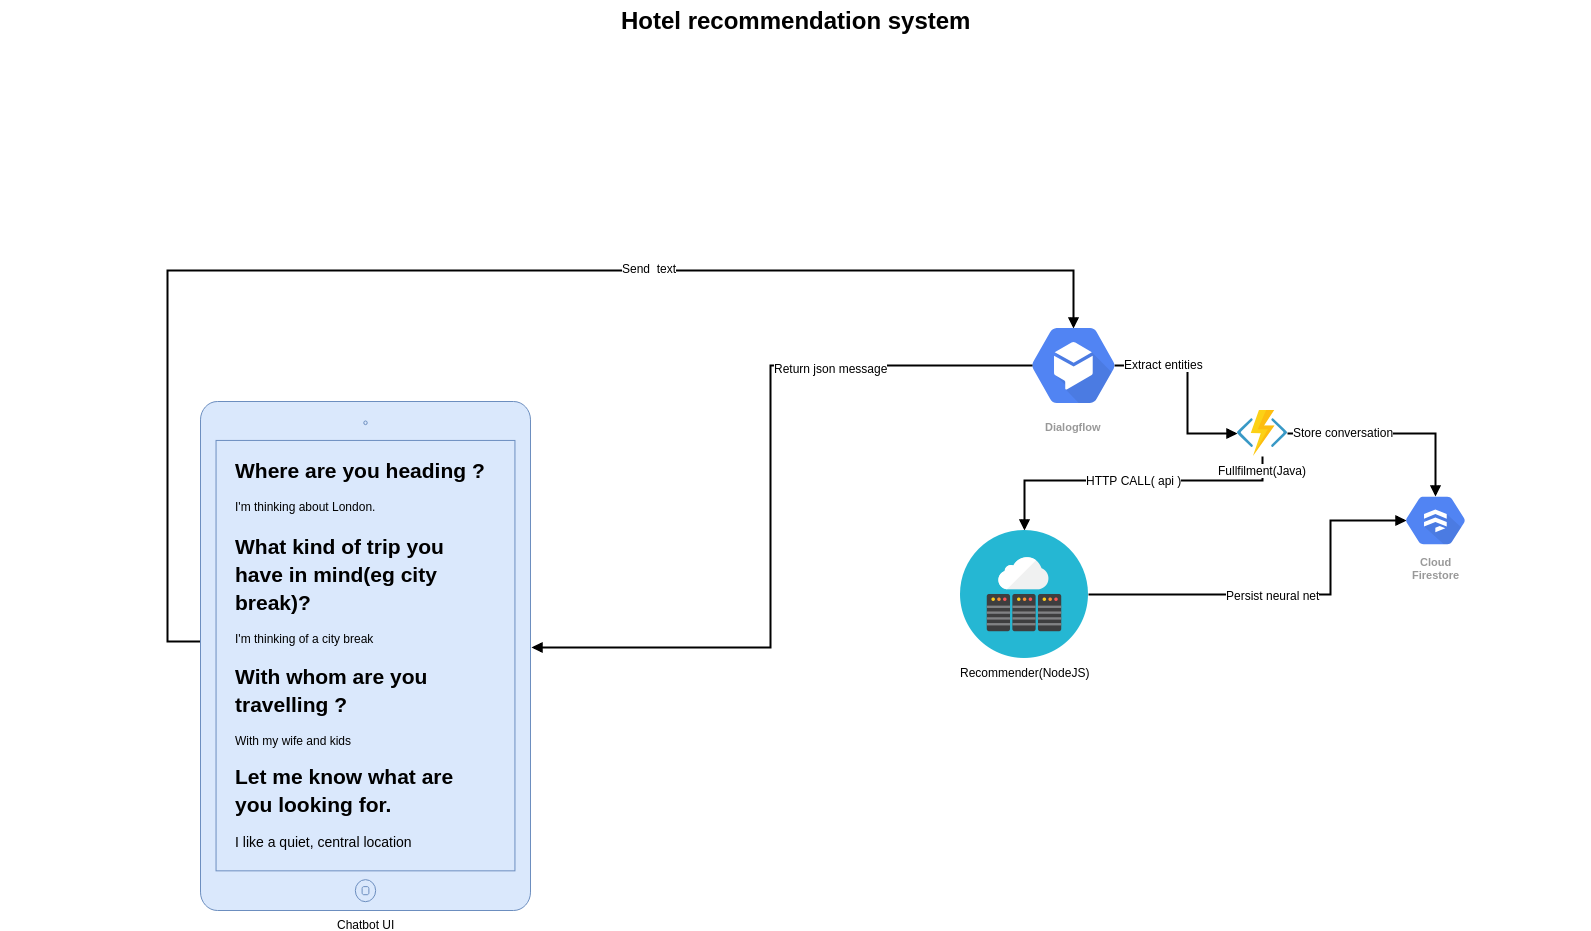 Hotel recommendation system
Send  text
Return json message
Extract entities
Dialogflow
Store conversation
Fullfilment(Java)
HTTP CALL( api )
Cloud
Firestore
Persist neural net
Recommender(NodeJS)
Where are you heading ?
I'm thinking about London.
What kind of trip you
have in mind(eg city
break)?
I'm thinking of a city break
With whom are you
travelling ?
With my wife and kids
Let me know what are
you looking for.
I like a quiet, central location
Chatbot UI